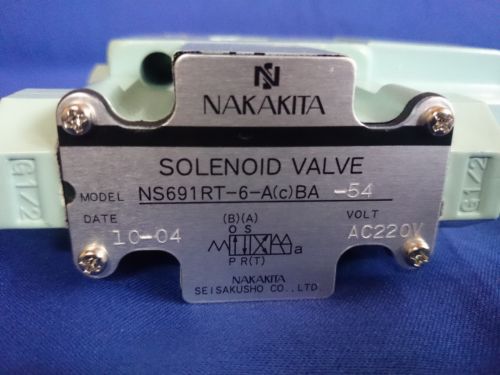 NAKAKITA
SOLENOID VALVE
MODEL NS691RT-6-A(c)BA -54
DATE (B)(A) VOLT
10-04 O S AC220V
a
P R(T)
NAKAKITA
SEISAKUSHO CO.,LTD.
G1/2
G1/2